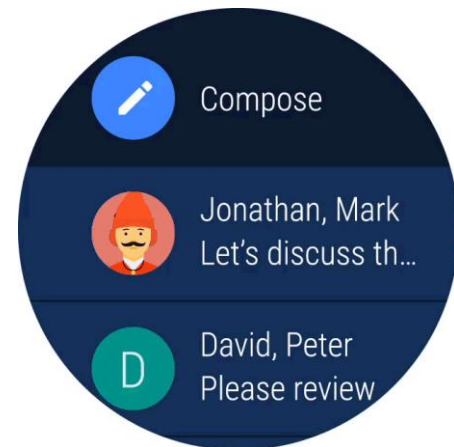 Compose
Jonathan, Mark
Let's discuss th...
D
David, Peter
Please review